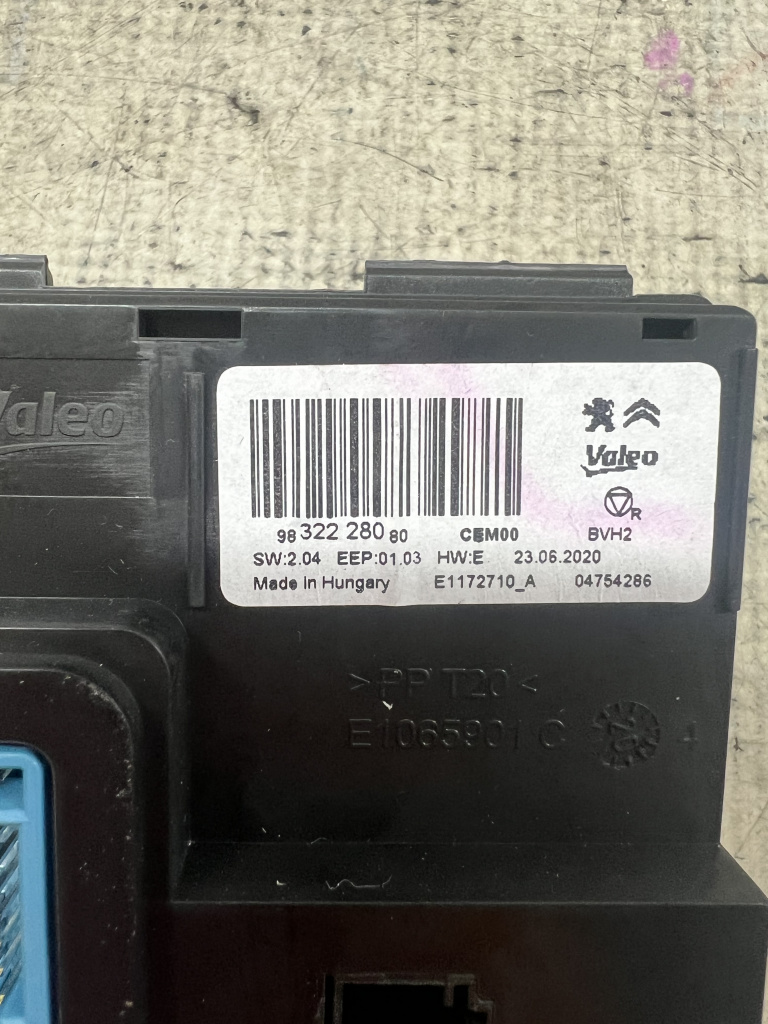 Valeo
Valeo
R
98 322 280 80 CEM00 BVH2
SW:2.04 EEP:01.03 HW:E 23.06.2020
Made in Hungary E1172710_A 04754286
>PP T20<
E1065901 C 4